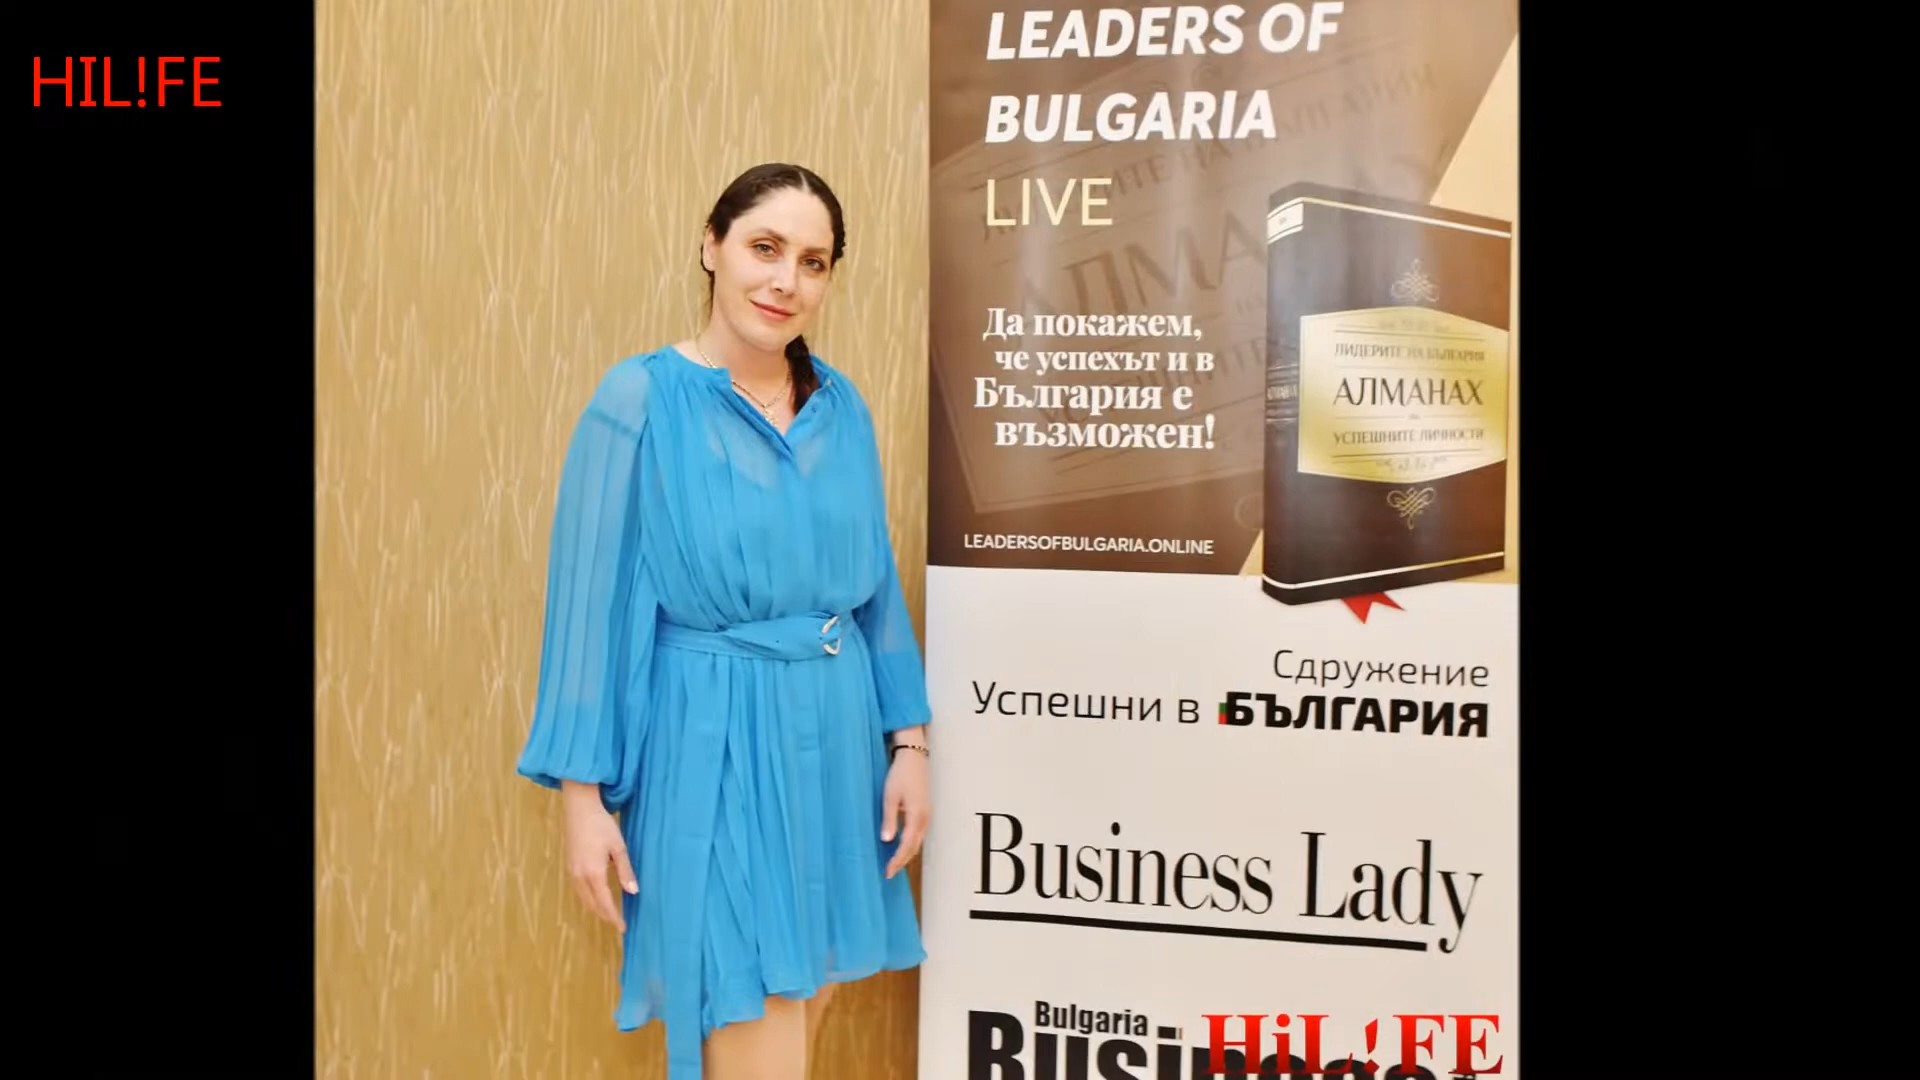 HIL!FE
LEADERS OF
BULGARIA
LIVE
Да покажем,
че успехът и в
България е
възможен!
LEADERSOFBULGARIA.ONLINE
ЛИДЕРИТЕ НА БЪЛГАРИЯ
АЛМАНАХ
УСПЕШНИТЕ ЛИЧНОСТИ
Сдружение
Успешни в БЪЛГАРИЯ
Business Lady
Bulgaria
Business
HiL!FE